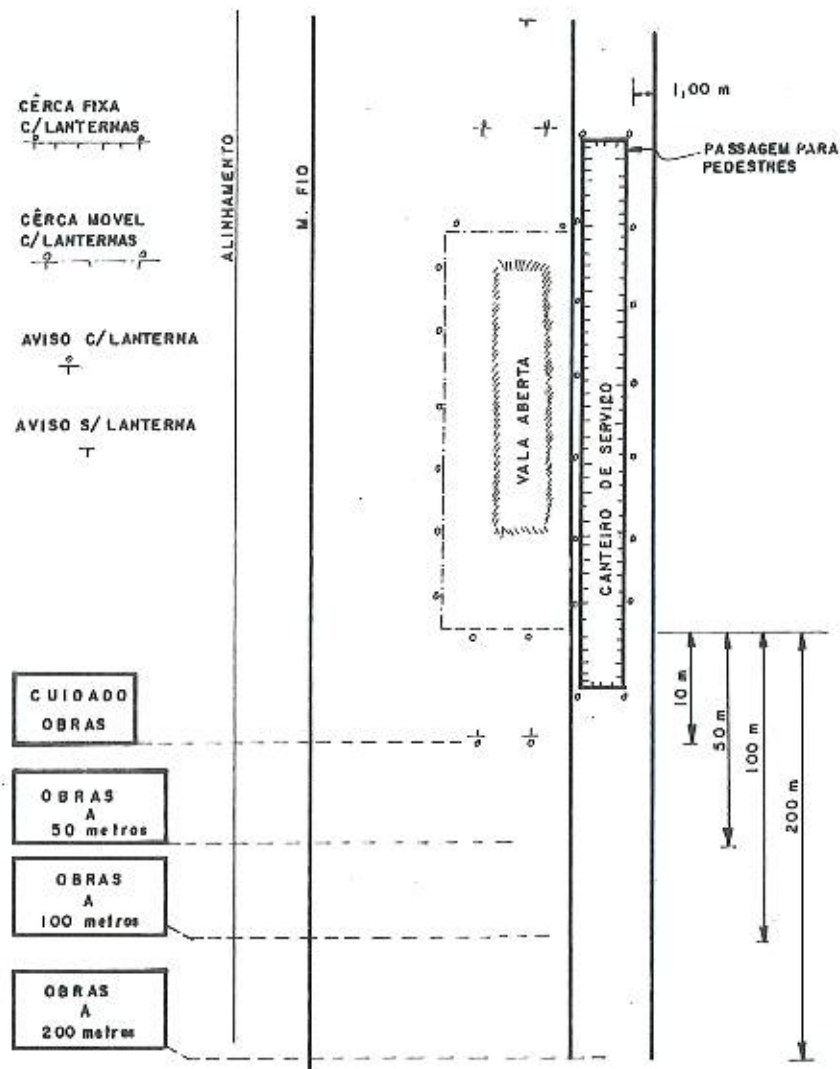 1,00 m
CÊRCA FIXA
C/LANTERNAS
PASSAGEM PARA
PEDESTRES
ALINHAMENTO
M. FIO
CÊRCA MOVEL
C/LANTERNAS
AVISO C/LANTERNA
AVISO S/LANTERNA
VALA ABERTA
CANTEIRO DE SERVIÇO
CUIDADO
OBRAS
10 m
50 m
100 m
200 m
OBRAS
A
50 metros
OBRAS
A
100 metros
OBRAS
A
200 metros